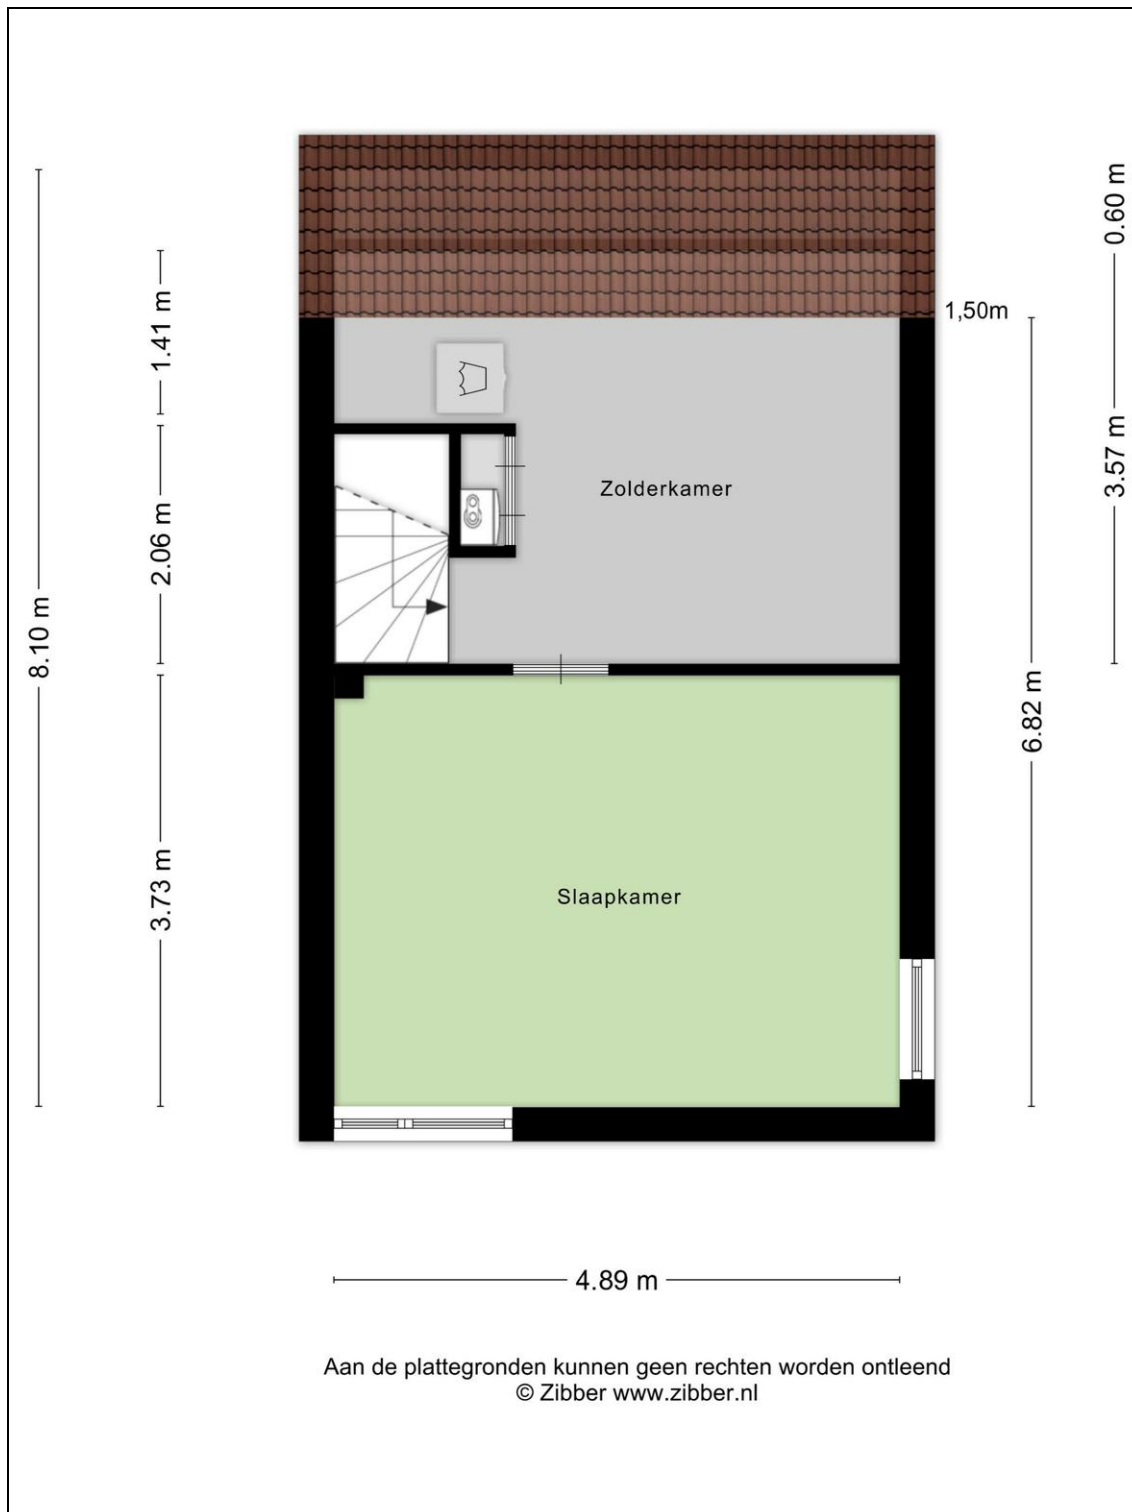 0.60 m
1,50m
1.41 m
3.57 m
Zolderkamer
2.06 m
8.10 m
6.82 m
3.73 m
Slaapkamer
4.89 m
Aan de plattegronden kunnen geen rechten worden ontleend
© Zibber www.zibber.nl